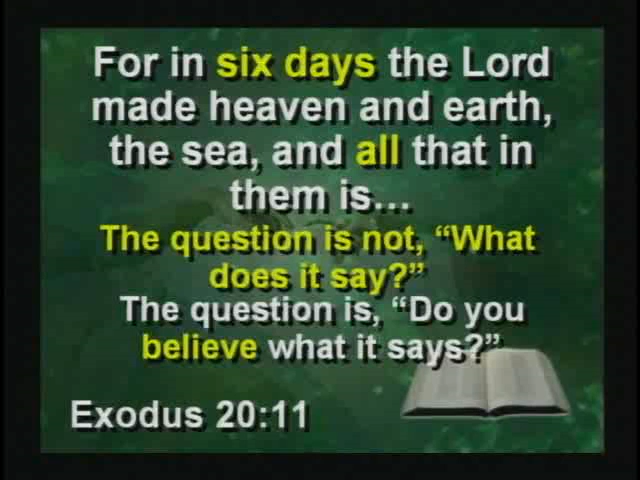 For in six days the Lord
made heaven and earth,
the sea, and all that in
them is...
The question is not, “What
does it say?”
The question is, “Do you
believe what it says?”
Exodus 20:11